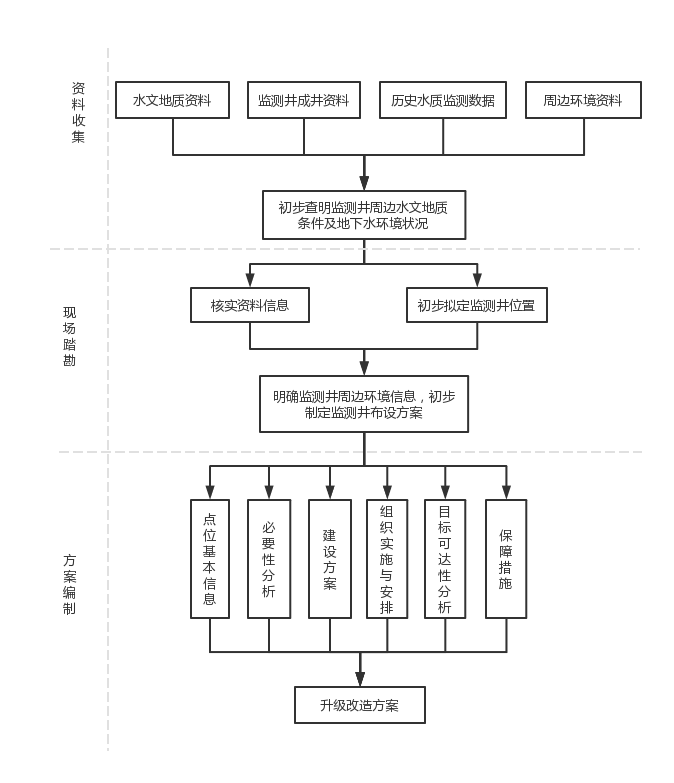 资料收集
水文地质资料
监测井成井资料
历史水质监测数据
周边环境资料
初步查明监测井周边水文地质
条件及地下水环境状况
现场踏勘
核实资料信息
初步拟定监测井位置
明确监测井周边环境信息，初步
制定监测井布设方案
方案编制
点位基本信息
必要性分析
建设方案
组织实施与安排
目标可达性分析
保障措施
升级改造方案